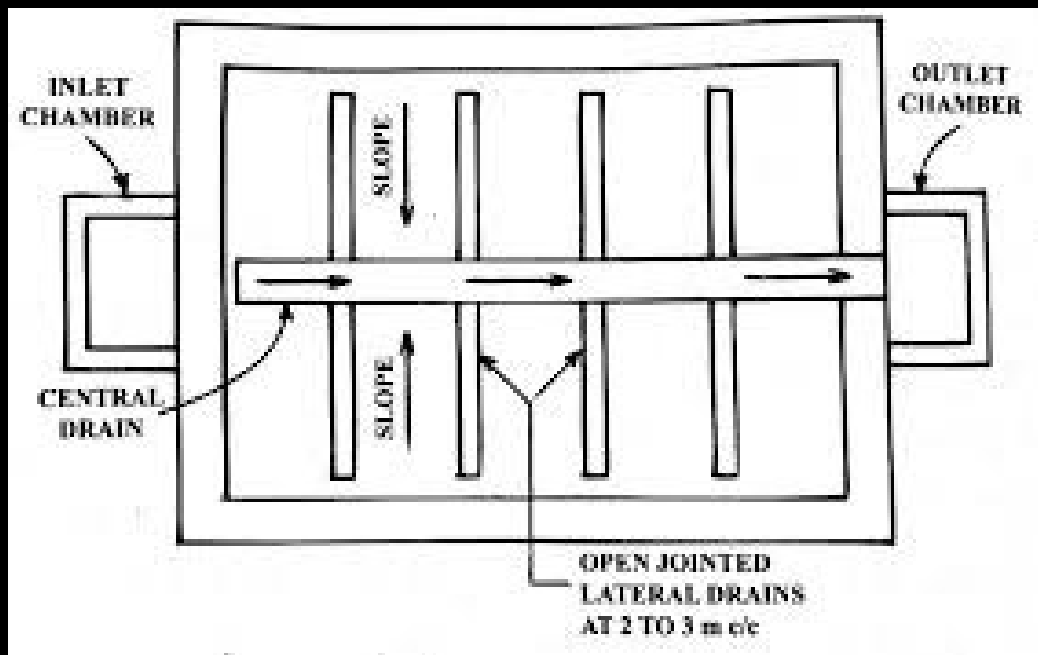 INLET
CHAMBER
OUTLET
CHAMBER
SLOPE
SLOPE
CENTRAL
DRAIN
OPEN JOINTED
LATERAL DRAINS
AT 2 TO 3 m c/c